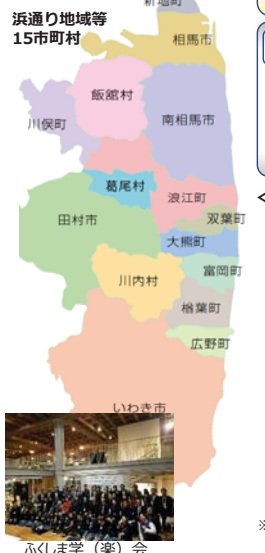 新地町
浜通り地域等
15市町村
相馬市
飯舘村
川俣町
南相馬市
葛尾村
浪江町
双葉町
田村市
大熊町
富岡町
川内村
楢葉町
広野町
いわき市
ふくしま学（楽）会
※